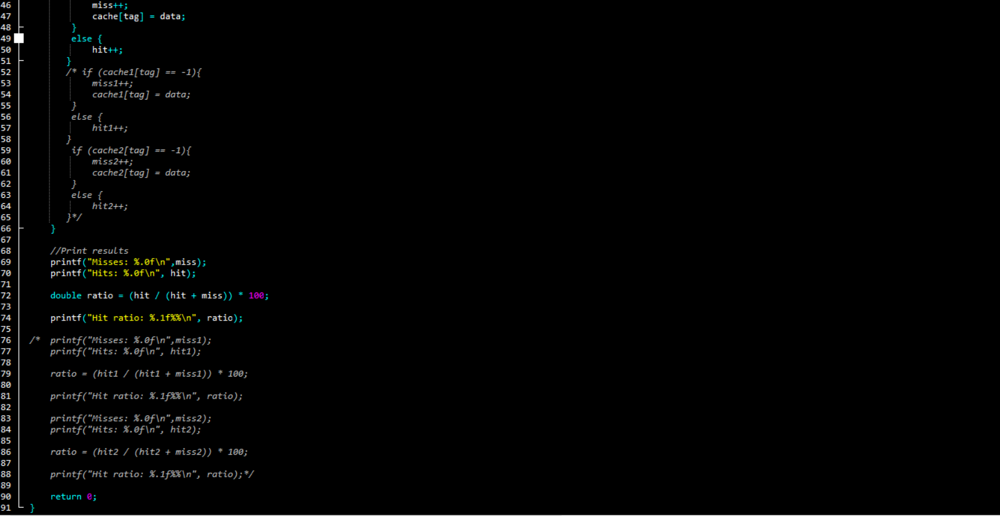 46 miss++;
47 cache[tag] = data;
48 }
49 else {
50 hit++;
51 }
52 /* if (cache1[tag] == -1){
53 miss1++;
54 cache1[tag] = data;
55 }
56 else {
57 hit1++;
58 }
59 if (cache2[tag] == -1){
60 miss2++;
61 cache2[tag] = data;
62 }
63 else {
64 hit2++;
65 }*/
66 }
67
68 //Print results
69 printf("Misses: %.0f\n",miss);
70 printf("Hits: %.0f\n", hit);
71
72 double ratio = (hit / (hit + miss)) * 100;
73
74 printf("Hit ratio: %.1f%%\n", ratio);
75
76 /* printf("Misses: %.0f\n",miss1);
77 printf("Hits: %.0f\n", hit1);
78
79 ratio = (hit1 / (hit1 + miss1)) * 100;
80
81 printf("Hit ratio: %.1f%%\n", ratio);
82
83 printf("Misses: %.0f\n",miss2);
84 printf("Hits: %.0f\n", hit2);
85
86 ratio = (hit2 / (hit2 + miss2)) * 100;
87
88 printf("Hit ratio: %.1f%%\n", ratio);*/
89
90 return 0;
91 }